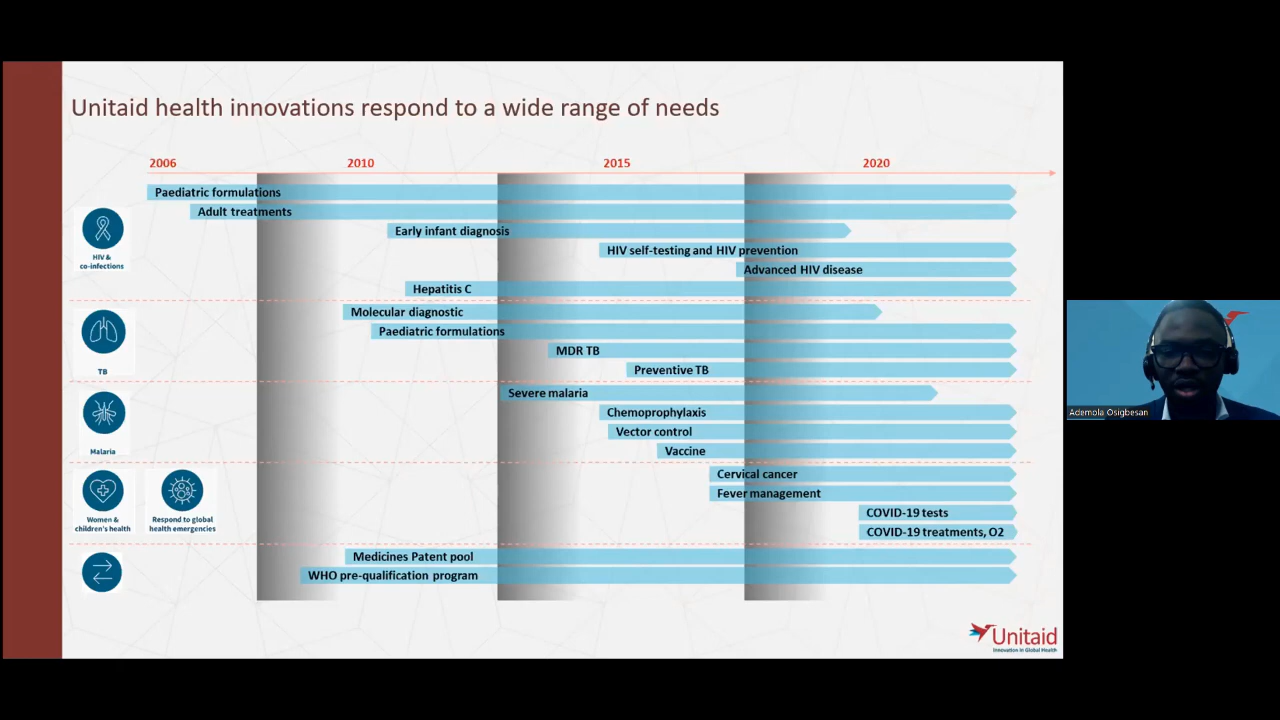 Unitaid health innovations respond to a wide range of needs
2006
2010
2015
2020
Paediatric formulations
Adult treatments
Early infant diagnosis
HIV self-testing and HIV prevention
Advanced HIV disease
Hepatitis C
HIV &
co-infections
Molecular diagnostic
Paediatric formulations
MDR TB
Preventive TB
TB
Severe malaria
Chemoprophylaxis
Vector control
Vaccine
Malaria
Cervical cancer
Fever management
COVID-19 tests
COVID-19 treatments, O2
Women &
children's health
Respond to global
health emergencies
Medicines Patent pool
WHO pre-qualification program
Unitaid
Innovation in Global Health
Ademola Osigbesan